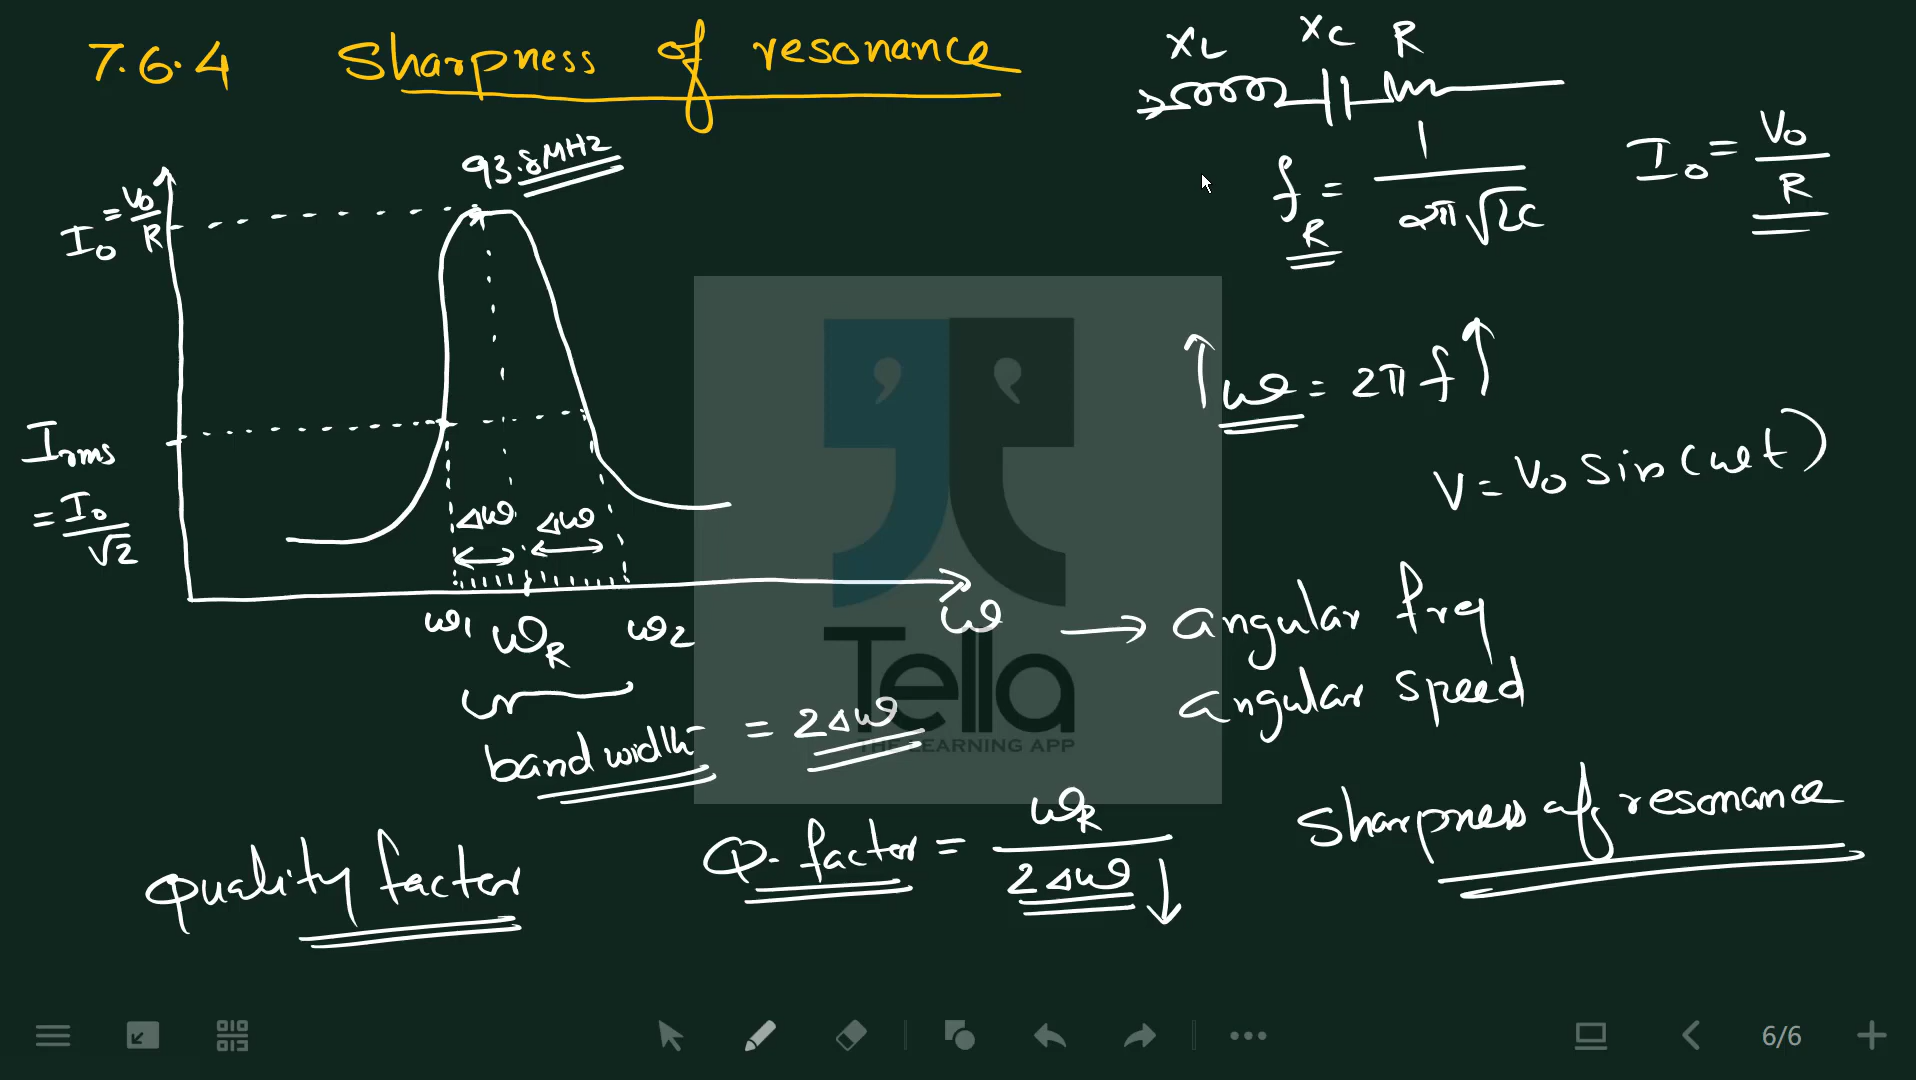 7.6.4 Sharpness of resonance
XL XC R
93.8MHz
I₀ = V₀/R
f_R = 1/2π√LC
I₀ = V₀/R
ω = 2πf
V = V₀ Sin(ωt)
Irms = I₀/√2
Δω Δω
ω₁ ω_R ω₂
ω → angular freq
angular speed
band width = 2Δω
Tella
THE LEARNING APP
Quality factor
Q-factor = ω_R/2Δω
Sharpness of resonance
6/6